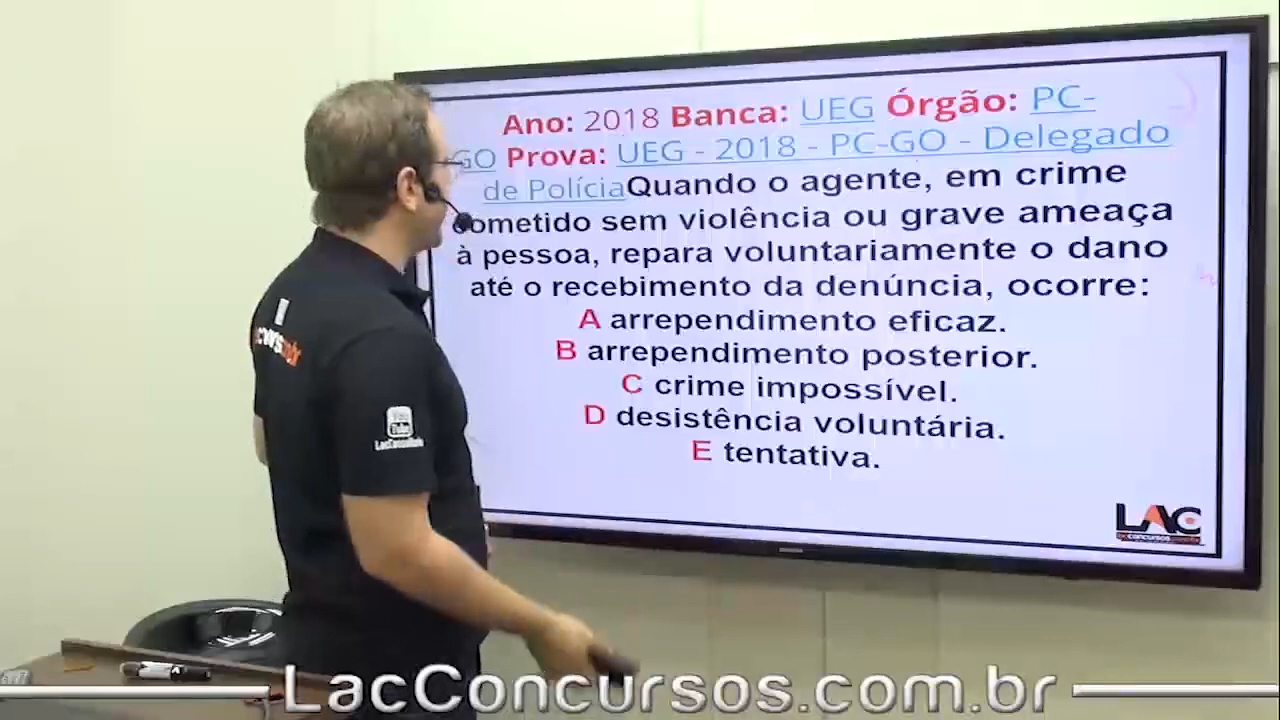 Ano: 2018 Banca: UEG Órgão: PC-
GO Prova: UEG - 2018 - PC-GO - Delegado
de PolíciaQuando o agente, em crime
cometido sem violência ou grave ameaça
à pessoa, repara voluntariamente o dano
até o recebimento da denúncia, ocorre:
A arrependimento eficaz.
B arrependimento posterior.
C crime impossível.
D desistência voluntária.
E tentativa.
LAC
LacConcursos.com.br